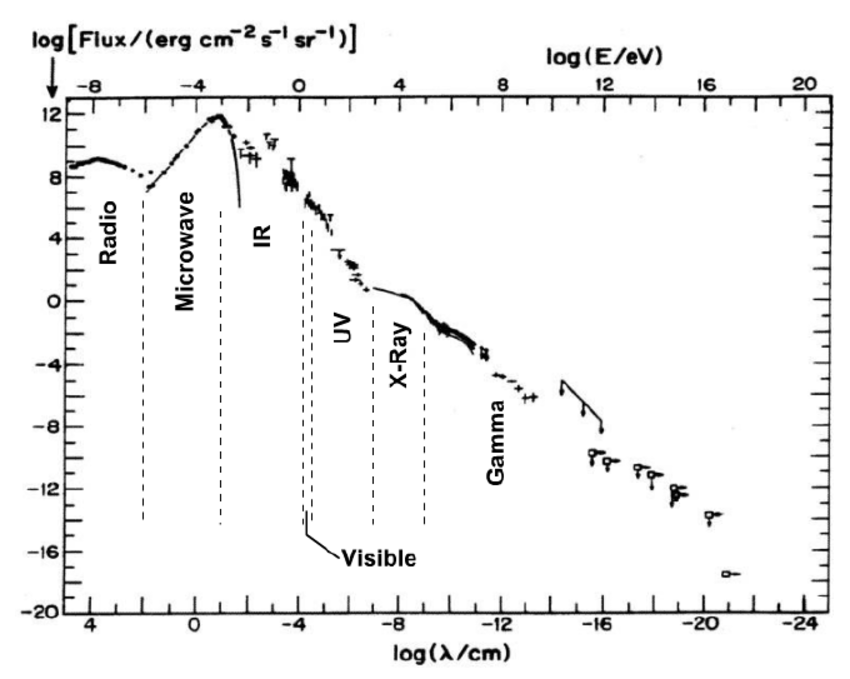 log[Flux/(erg cm⁻² s⁻¹ sr⁻¹)]
log(E/eV)
-8 -4 0 4 8 12 16 20
12
8
4
0
-4
-8
-12
-16
-20
Radio
Microwave
IR
UV
X-Ray
Gamma
Visible
4 0 -4 -8 -12 -16 -20 -24
log(λ/cm)